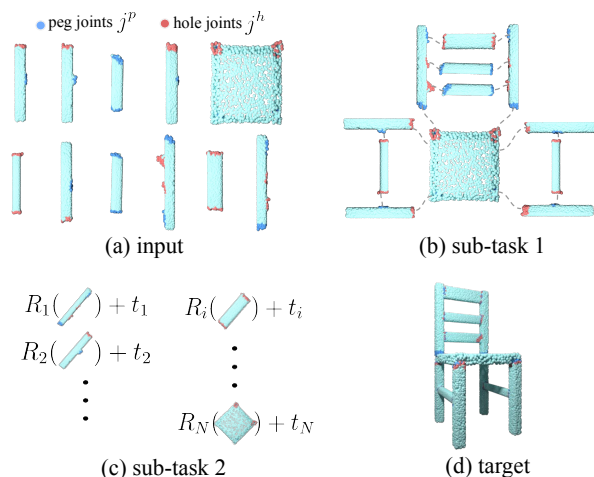 peg joints j^p hole joints j^h
(a) input
(b) sub-task 1
R_1( ) + t_1
R_i( ) + t_i
R_2( ) + t_2
R_N( ) + t_N
(c) sub-task 2
(d) target